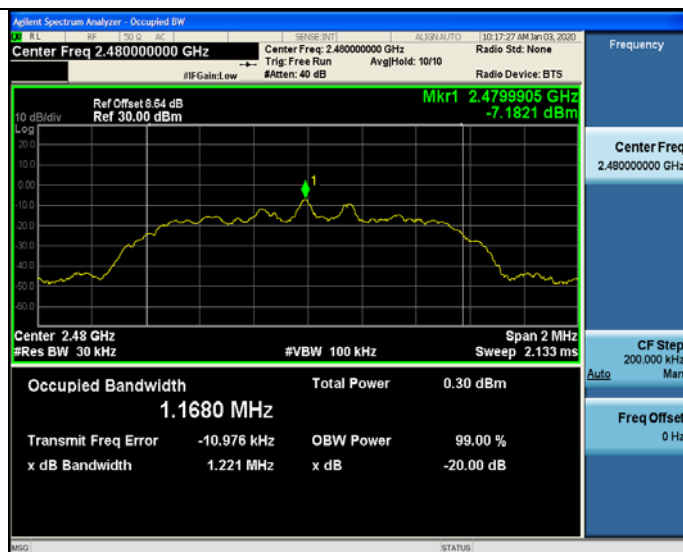 Agilent Spectrum Analyzer - Occupied BW
RL RF 50 Ω AC SENSE:INT ALIGNAUTO 10:17:27 AM Jan 03, 2020
Center Freq 2.480000000 GHz
Center Freq: 2.480000000 GHz
Radio Std: None
Trig: Free Run Avg|Hold: 10/10
#IFGain:Low
#Atten: 40 dB
Radio Device: BTS
Frequency
Ref Offset 8.64 dB
Mkr1 2.4799905 GHz
10 dB/div Ref 30.00 dBm
-7.1821 dBm
Log
20.0
10.0
0.00
-10.0
-20.0
-30.0
-40.0
-50.0
-60.0
1
Center Freq
2.480000000 GHz
Center 2.48 GHz
Span 2 MHz
#Res BW 30 kHz
#VBW 100 kHz
Sweep 2.133 ms
CF Step
200.000 kHz
Auto Man
Occupied Bandwidth
Total Power 0.30 dBm
1.1680 MHz
Transmit Freq Error -10.976 kHz
OBW Power 99.00 %
x dB Bandwidth 1.221 MHz
x dB -20.00 dB
Freq Offset
0 Hz
MSG
STATUS